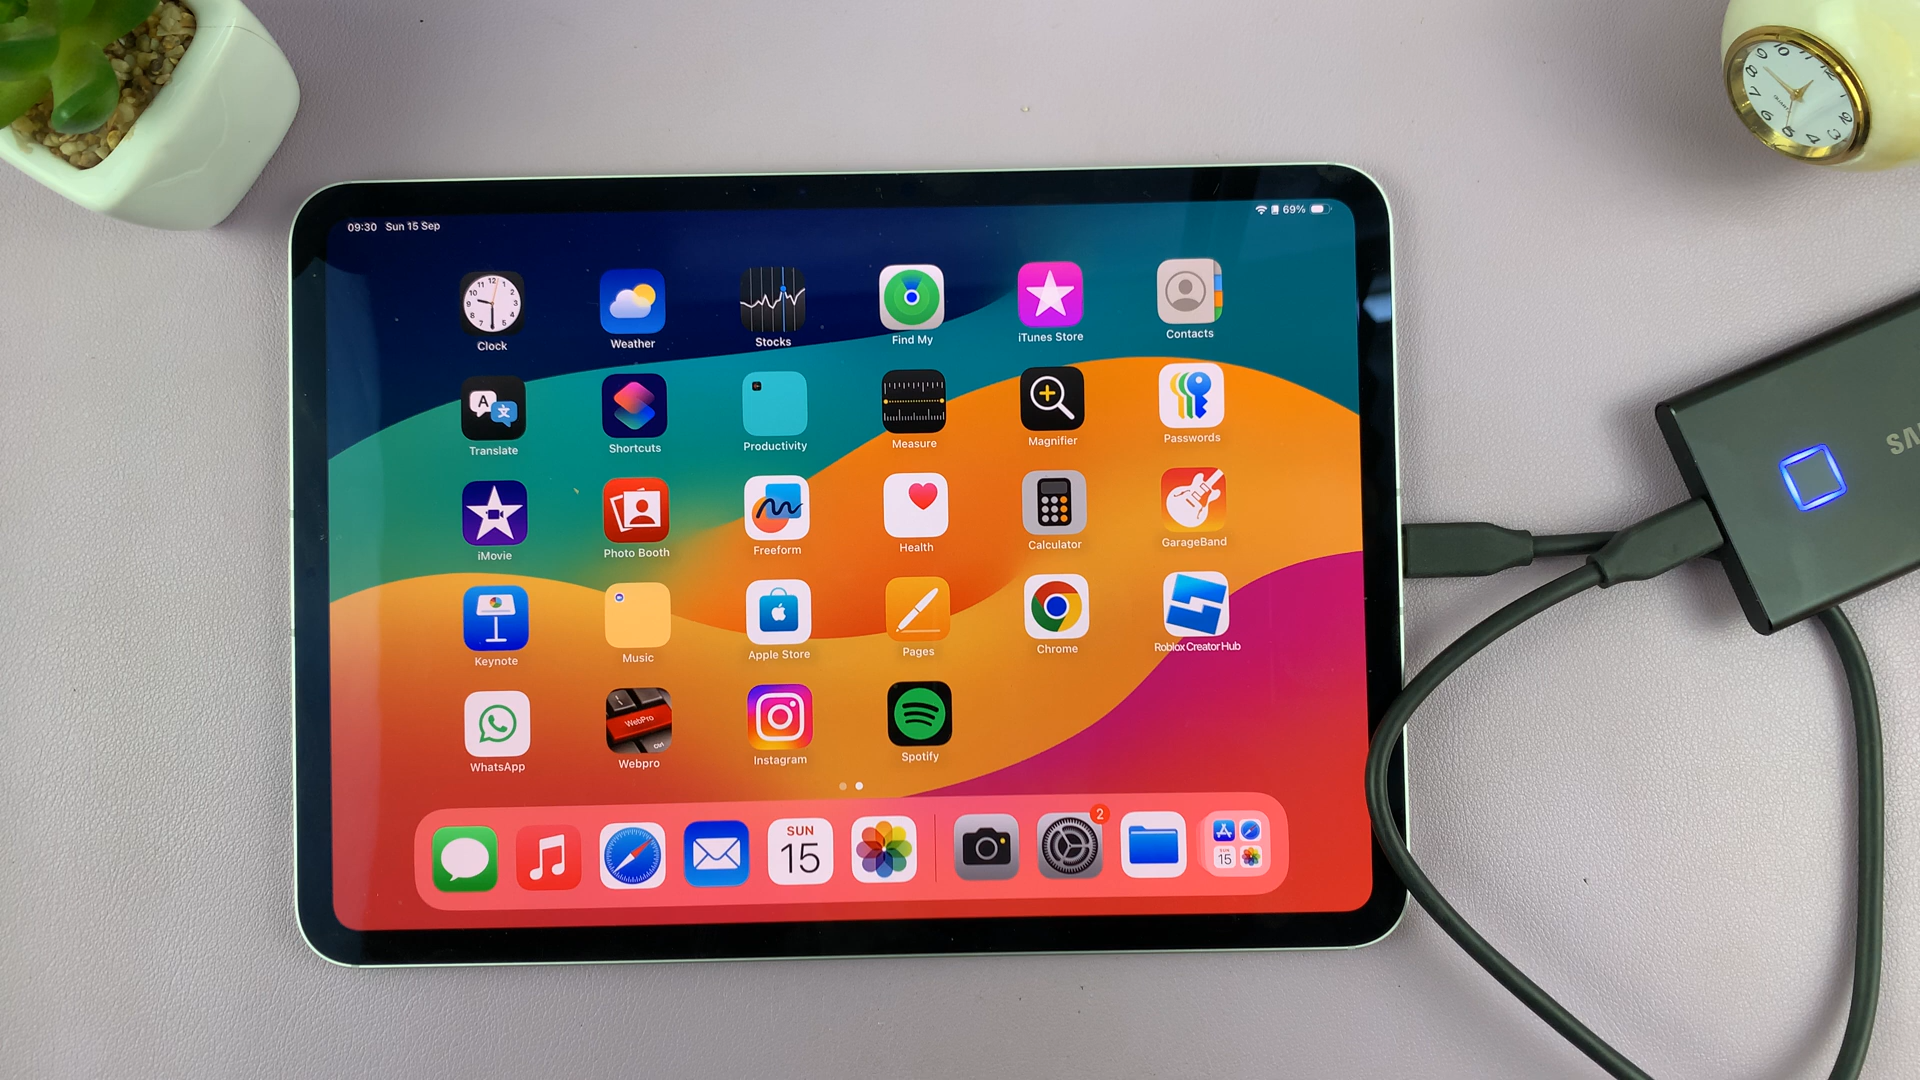 09:30 Sun 15 Sep
69%
Clock
Weather
Stocks
Find My
iTunes Store
Contacts
Translate
Shortcuts
Productivity
Measure
Magnifier
Passwords
iMovie
Photo Booth
Freeform
Health
Calculator
GarageBand
Keynote
Music
Apple Store
Pages
Chrome
Roblox Creator Hub
WebPro
Ctrl
WhatsApp
Webpro
Instagram
Spotify
SUN
15
2